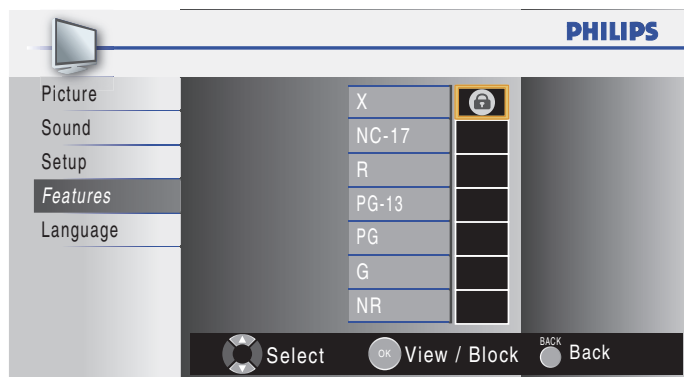 PHILIPS
Picture
Sound
Setup
Features
Language
X
NC-17
R
PG-13
PG
G
NR
Select
OK View / Block
BACK Back